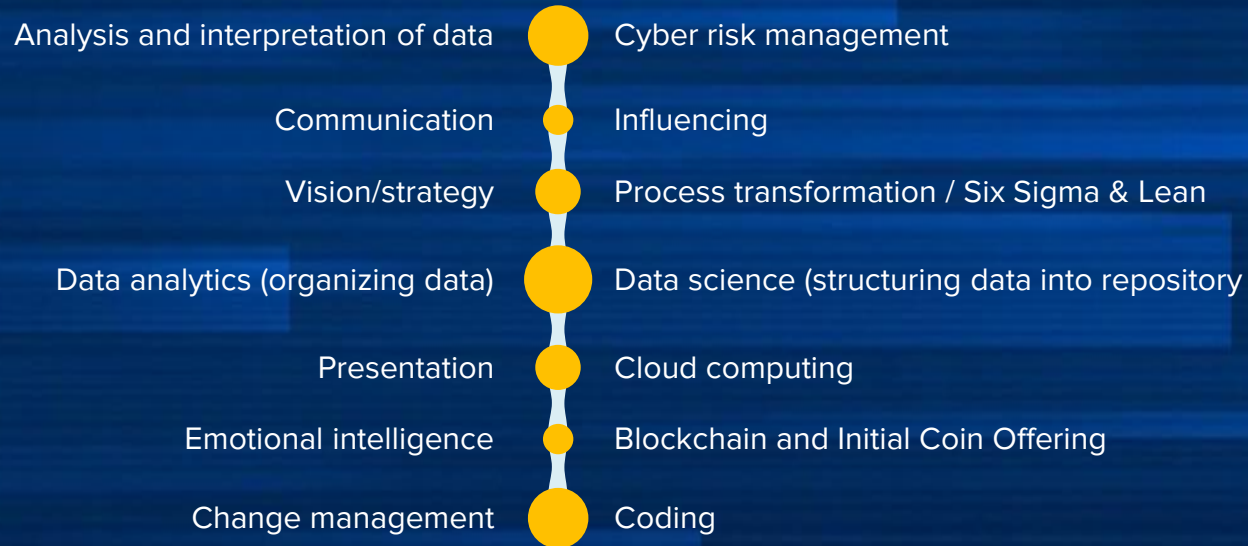 Analysis and interpretation of data
Cyber risk management
Communication
Influencing
Vision/strategy
Process transformation / Six Sigma & Lean
Data analytics (organizing data)
Data science (structuring data into repository
Presentation
Cloud computing
Emotional intelligence
Blockchain and Initial Coin Offering
Change management
Coding